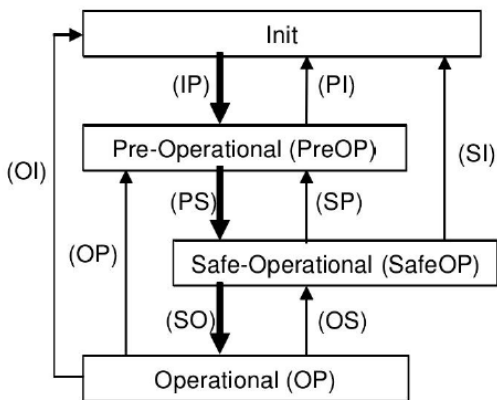 Init
(IP) (PI)
Pre-Operational (PreOP)
(OI) (SI)
(PS) (SP)
(OP)
Safe-Operational (SafeOP)
(SO) (OS)
Operational (OP)